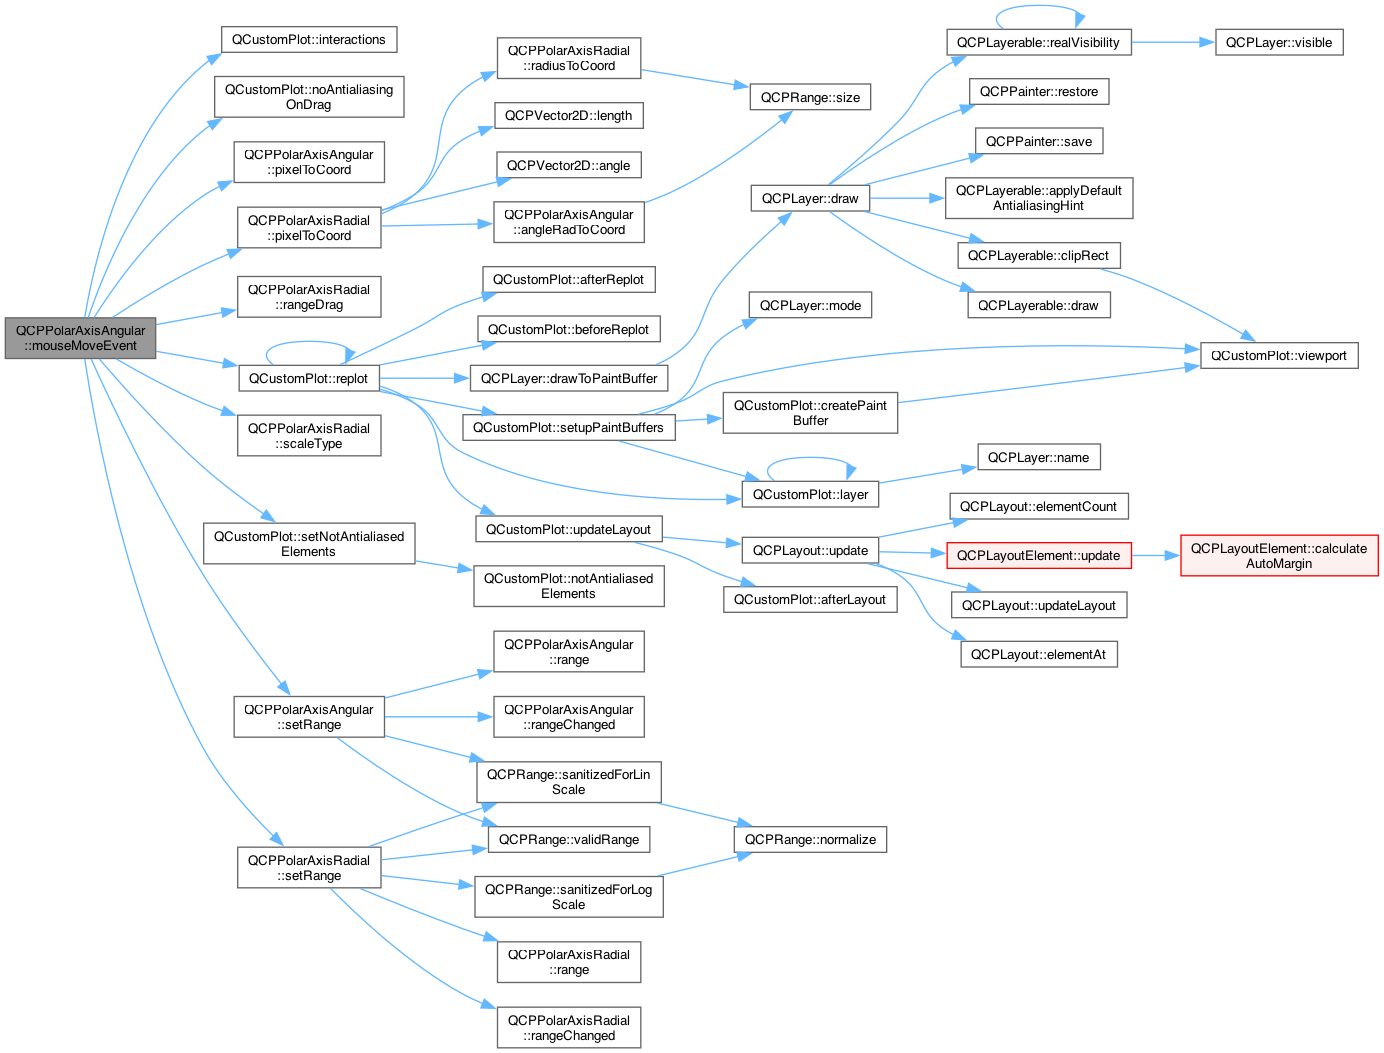 QCPPolarAxisAngular
::mouseMoveEvent
QCustomPlot::interactions
QCustomPlot::noAntialiasing
OnDrag
QCPPolarAxisAngular
::pixelToCoord
QCPPolarAxisRadial
::pixelToCoord
QCPPolarAxisRadial
::rangeDrag
QCustomPlot::replot
QCPPolarAxisRadial
::scaleType
QCustomPlot::setNotAntialiased
Elements
QCPPolarAxisAngular
::setRange
QCPPolarAxisRadial
::setRange
QCPPolarAxisRadial
::radiusToCoord
QCPVector2D::length
QCPVector2D::angle
QCPPolarAxisAngular
::angleRadToCoord
QCustomPlot::afterReplot
QCustomPlot::beforeReplot
QCPLayer::drawToPaintBuffer
QCustomPlot::setupPaintBuffers
QCustomPlot::updateLayout
QCustomPlot::notAntialiased
Elements
QCPPolarAxisAngular
::range
QCPPolarAxisAngular
::rangeChanged
QCPRange::sanitizedForLin
Scale
QCPRange::validRange
QCPRange::sanitizedForLog
Scale
QCPPolarAxisRadial
::range
QCPPolarAxisRadial
::rangeChanged
QCPRange::size
QCPLayer::draw
QCPLayer::mode
QCustomPlot::createPaint
Buffer
QCustomPlot::layer
QCPLayout::update
QCustomPlot::afterLayout
QCPRange::normalize
QCPLayerable::realVisibility
QCPPainter::restore
QCPPainter::save
QCPLayerable::applyDefault
AntialiasingHint
QCPLayerable::clipRect
QCPLayerable::draw
QCPLayer::name
QCPLayout::elementCount
QCPLayoutElement::update
QCPLayout::updateLayout
QCPLayout::elementAt
QCPLayer::visible
QCustomPlot::viewport
QCPLayoutElement::calculate
AutoMargin